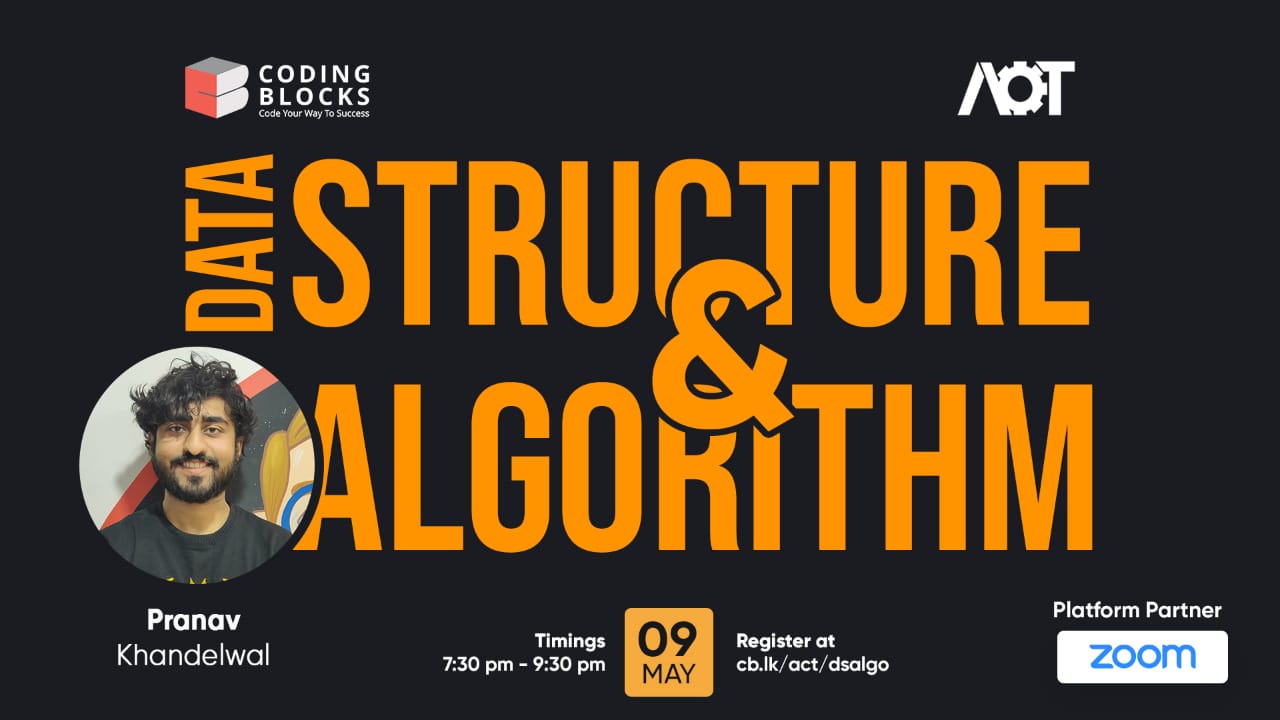 CODING
BLOCKS
Code Your Way To Success
AOT
DATA
STRUCTURE
&
ALGORITHM
Pranav
Khandelwal
Timings
7:30 pm - 9:30 pm
09
MAY
Register at
cb.lk/act/dsalgo
Platform Partner
zoom